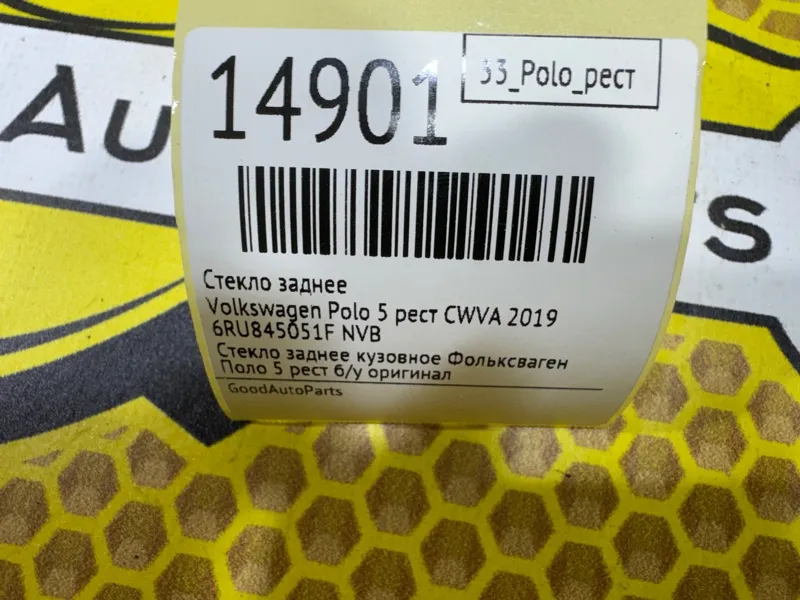 14901
33_Polo_рест
Стекло заднее
Volkswagen Polo 5 рест CWVA 2019
6RU845051F NVB
Стекло заднее кузовное Фольксваген
Поло 5 рест б/у оригинал
GoodAutoParts